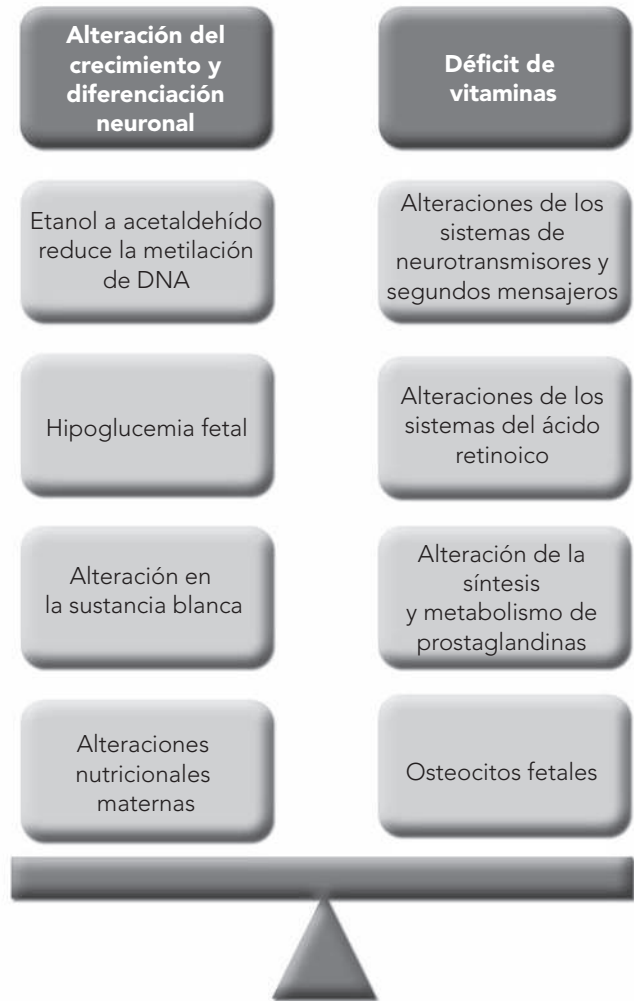 Alteración del
crecimiento y
diferenciación
neuronal
Déficit de
vitaminas
Etanol a acetaldehído
reduce la metilación
de DNA
Alteraciones de los
sistemas de
neurotransmisores y
segundos mensajeros
Hipoglucemia fetal
Alteraciones de los
sistemas del ácido
retinoico
Alteración en
la sustancia blanca
Alteración de la
síntesis
y metabolismo de
prostaglandinas
Alteraciones
nutricionales
maternas
Osteocitos fetales